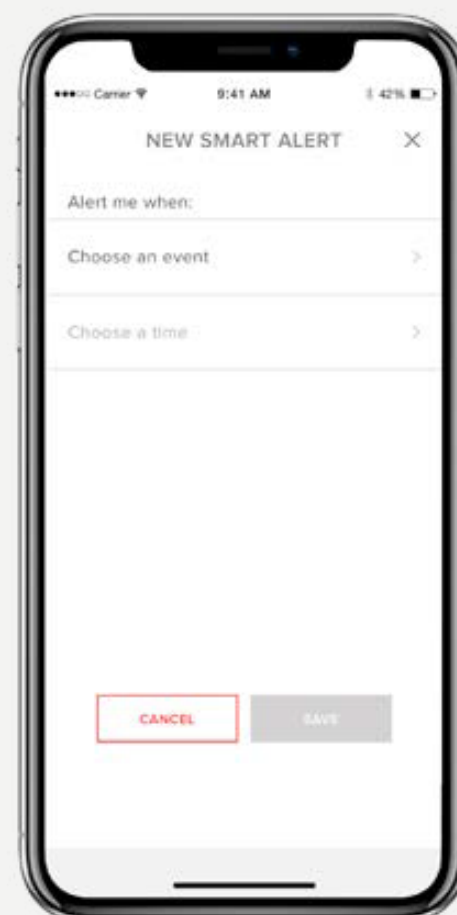 Carrier 9:41 AM 42%
NEW SMART ALERT
Alert me when:
Choose an event
Choose a time
CANCEL SAVE